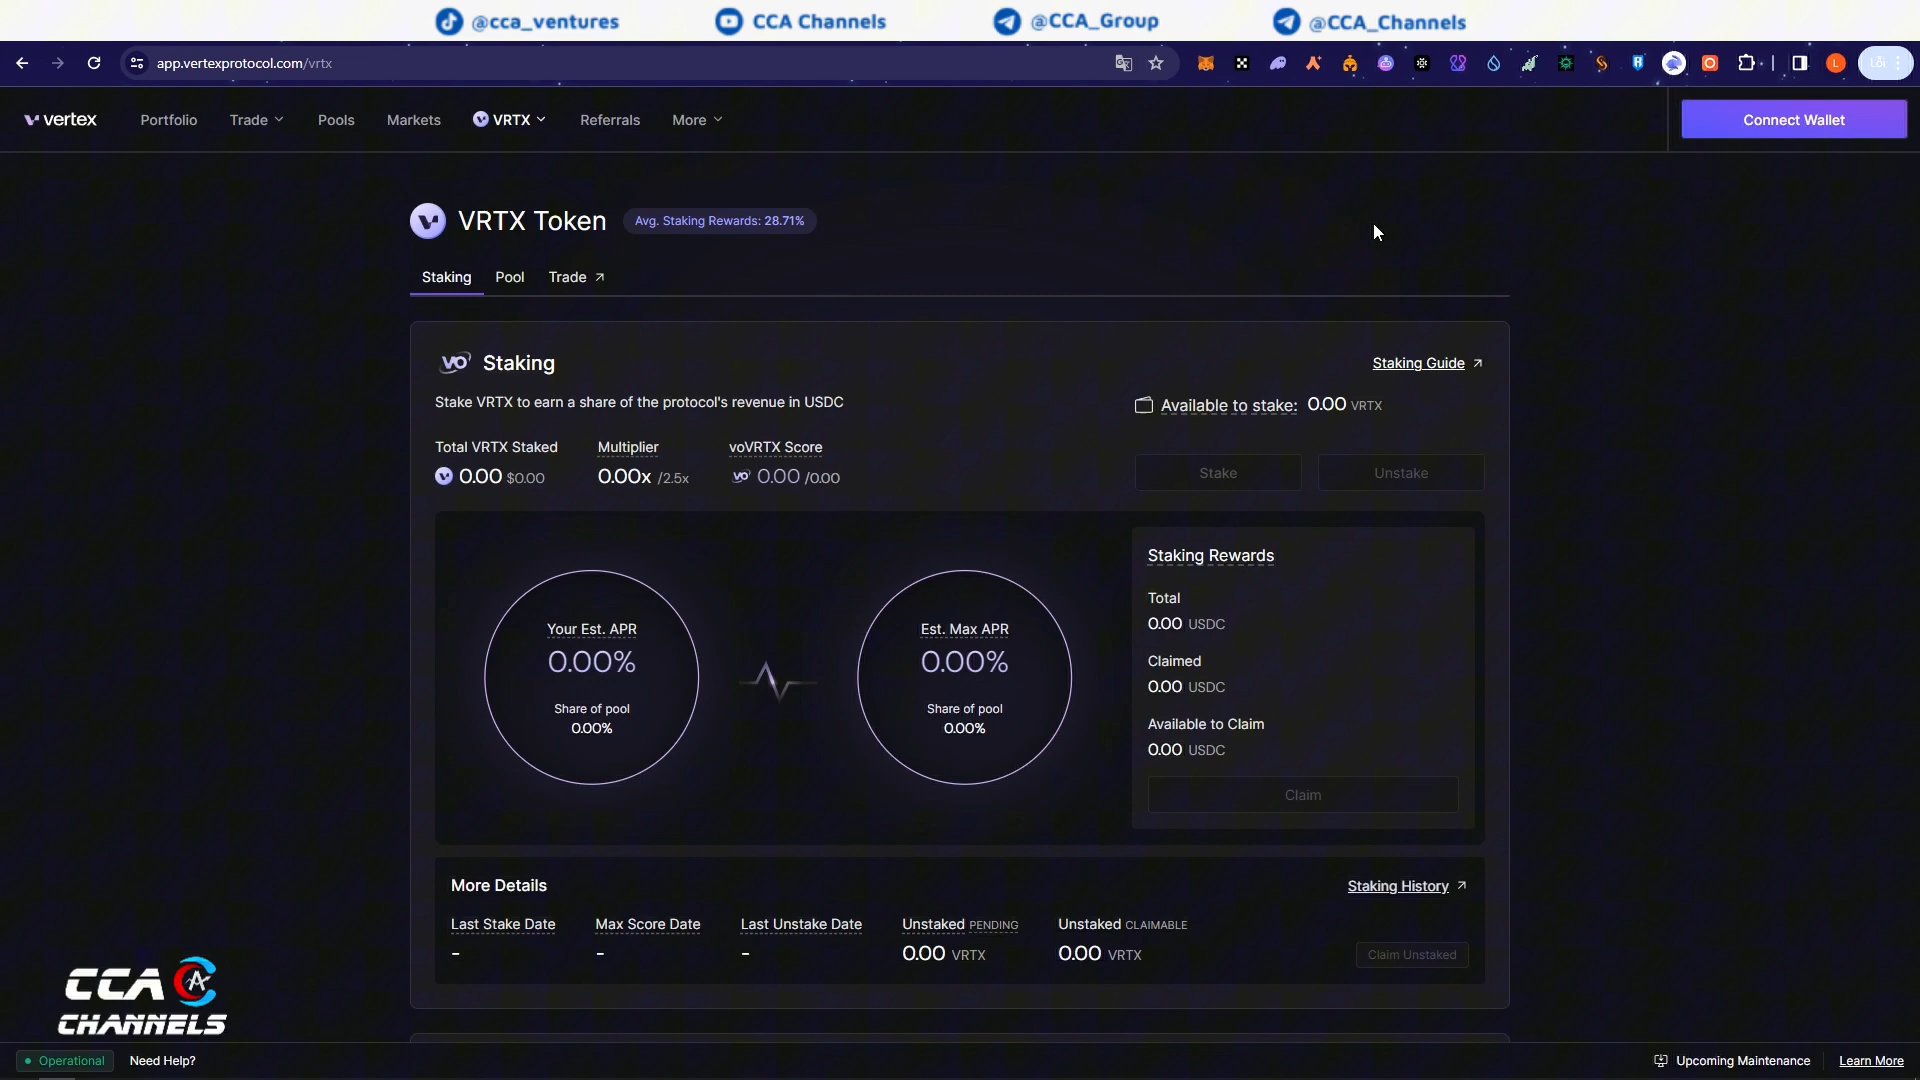 @cca_ventures
CCA Channels
@CCA_Group
@CCA_Channels
app.vertexprotocol.com/vrtx
L
vertex
Portfolio
Trade
Pools
Markets
VRTX
Referrals
More
Connect Wallet
VRTX Token
Avg. Staking Rewards: 28.71%
Staking
Pool
Trade
vo Staking
Staking Guide
Stake VRTX to earn a share of the protocol's revenue in USDC
Available to stake: 0.00 VRTX
Total VRTX Staked
Multiplier
voVRTX Score
0.00 $0.00
0.00x /2.5x
vo 0.00 /0.00
Stake
Unstake
Your Est. APR
0.00%
Share of pool
0.00%
Est. Max APR
0.00%
Share of pool
0.00%
Staking Rewards
Total
0.00 USDC
Claimed
0.00 USDC
Available to Claim
0.00 USDC
Claim
More Details
Staking History
Last Stake Date
Max Score Date
Last Unstake Date
Unstaked PENDING
Unstaked CLAIMABLE
-
-
-
0.00 VRTX
0.00 VRTX
Claim Unstaked
CCA
CHANNELS
Operational
Need Help?
Upcoming Maintenance
Learn More